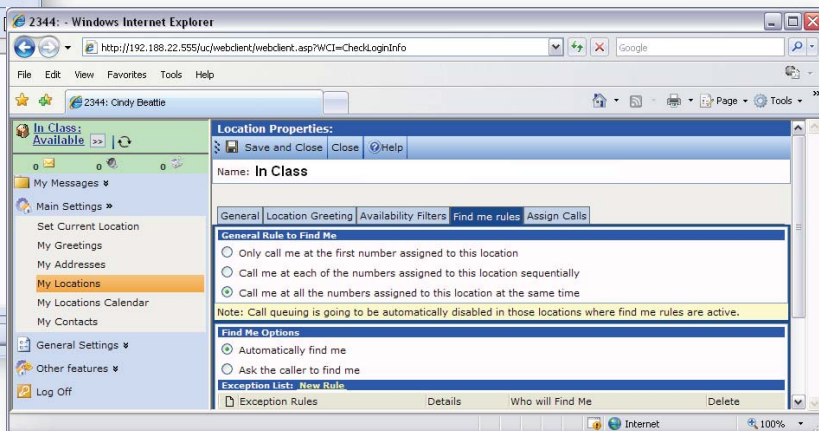 2344: - Windows Internet Explorer
http://192.188.22.555/uc/webclient/webclient.asp?WCI=CheckLoginInfo
Google
File Edit View Favorites Tools Help
2344: Cindy Beattie
Page Tools
In Class:
Available
0 0 0
My Messages
Main Settings
Set Current Location
My Greetings
My Addresses
My Locations
My Locations Calendar
My Contacts
General Settings
Other features
Log Off
Location Properties:
Save and Close Close Help
Name: In Class
General Location Greeting Availability Filters Find me rules Assign Calls
General Rule to Find Me
Only call me at the first number assigned to this location
Call me at each of the numbers assigned to this location sequentially
Call me at all the numbers assigned to this location at the same time
Note: Call queuing is going to be automatically disabled in those locations where find me rules are active.
Find Me Options
Automatically find me
Ask the caller to find me
Exception List: New Rule
Exception Rules Details Who will Find Me Delete
Internet 100%